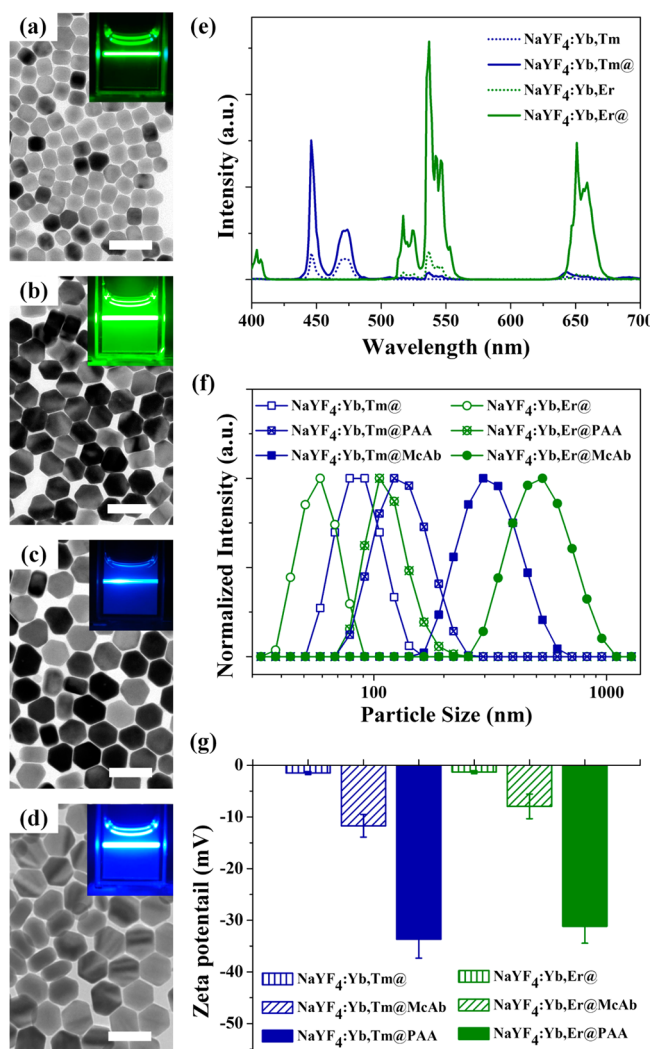 (a)
(b)
(c)
(d)
(e)
NaYF4:Yb,Tm
NaYF4:Yb,Tm@
NaYF4:Yb,Er
NaYF4:Yb,Er@
Intensity (a.u.)
400 450 500 550 600 650 700
Wavelength (nm)
(f)
NaYF4:Yb,Tm@ NaYF4:Yb,Er@
NaYF4:Yb,Tm@PAA NaYF4:Yb,Er@PAA
NaYF4:Yb,Tm@McAb NaYF4:Yb,Er@McAb
Normalized Intensity (a.u.)
100 1000
Particle Size (nm)
(g)
0
-10
-20
-30
-40
-50
Zeta potentail (mV)
NaYF4:Yb,Tm@ NaYF4:Yb,Er@
NaYF4:Yb,Tm@McAb NaYF4:Yb,Er@McAb
NaYF4:Yb,Tm@PAA NaYF4:Yb,Er@PAA